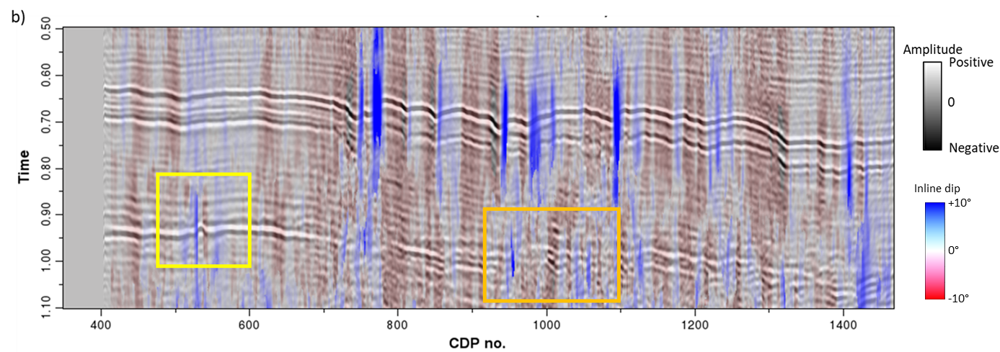 b)
Time
0.50
0.60
0.70
0.80
0.90
1.00
1.10
400
600
800
1000
1200
1400
CDP no.
Amplitude
Positive
0
Negative
Inline dip
+10°
0°
-10°